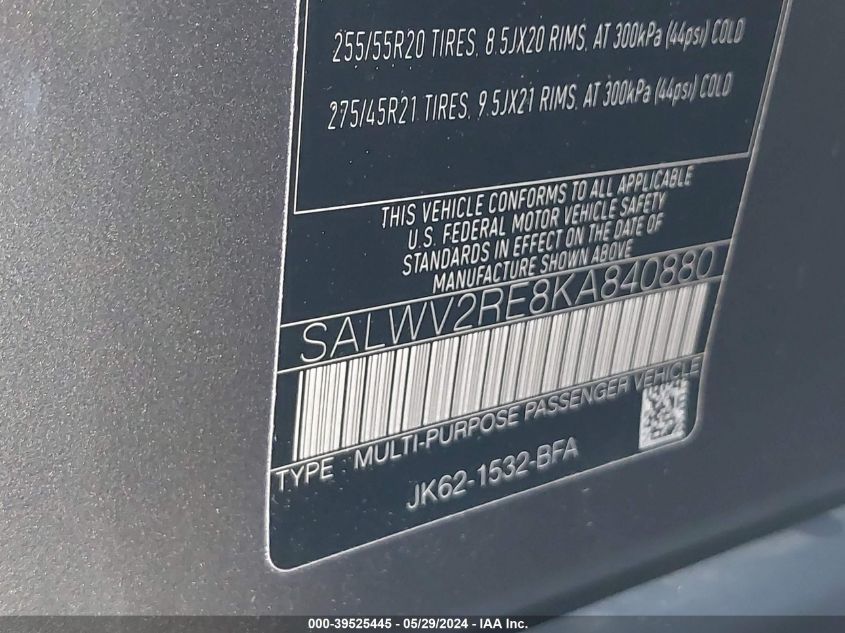 255/55R20 TIRES, 8.5JX20 RIMS, AT 300kPa (44psi) COLD
275/45R21 TIRES, 9.5JX21 RIMS, AT 300kPa (44psi) COLD
THIS VEHICLE CONFORMS TO ALL APPLICABLE
U.S. FEDERAL MOTOR VEHICLE SAFETY
STANDARDS IN EFFECT ON THE DATE OF
MANUFACTURE SHOWN ABOVE
SALWV2RE8KA840880
TYPE : MULTI-PURPOSE PASSENGER VEHICLE
JK62-1532-BFA
000-39525445 - 05/29/2024 - IAA Inc.